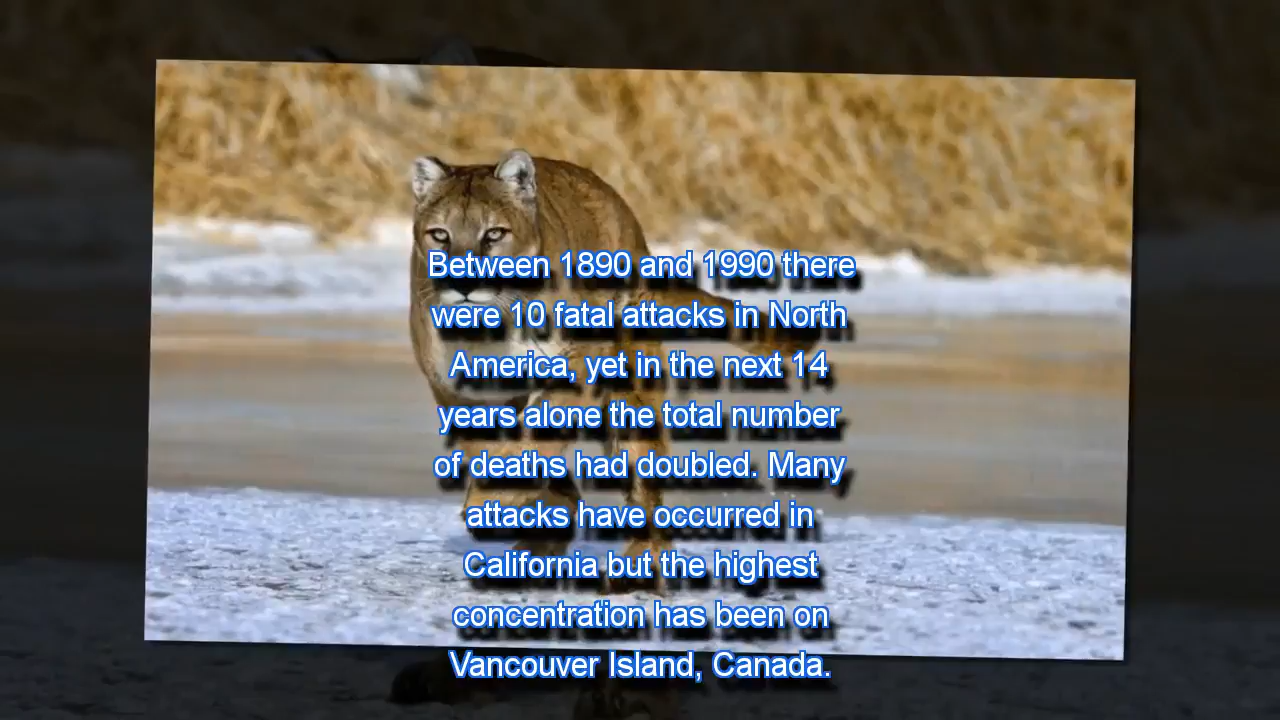 Between 1890 and 1990 there
were 10 fatal attacks in North
America, yet in the next 14
years alone the total number
of deaths had doubled. Many
attacks have occurred in
California but the highest
concentration has been on
Vancouver Island, Canada.